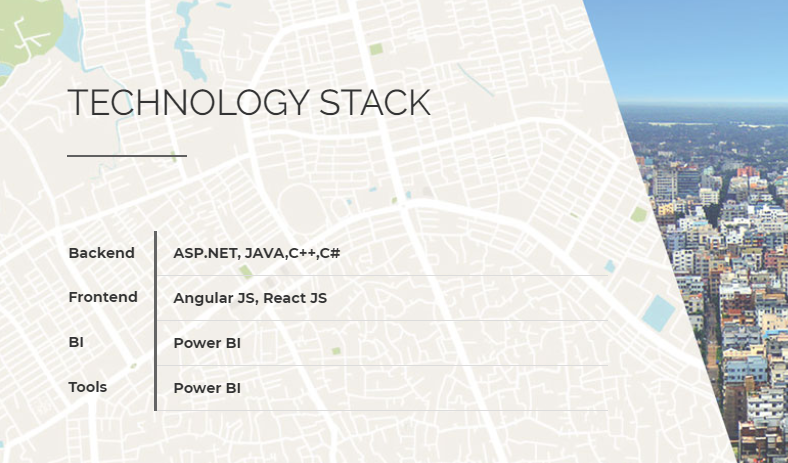 TECHNOLOGY STACK
Backend ASP.NET, JAVA,C++,C#
Frontend Angular JS, React JS
BI Power BI
Tools Power BI